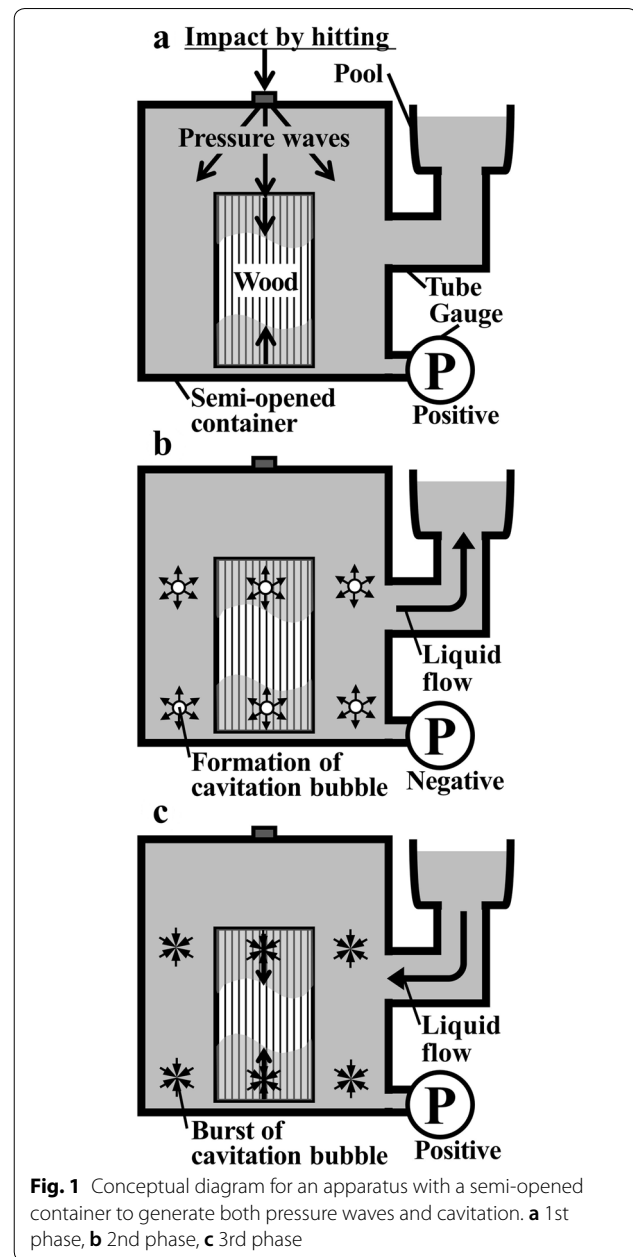 a Impact by hitting
Pool
Pressure waves
Wood
Tube
Gauge
P
Positive
Semi-opened
container
b
Liquid
flow
P
Negative
Formation of
cavitation bubble
c
Liquid
flow
P
Positive
Burst of
cavitation bubble
Fig. 1 Conceptual diagram for an apparatus with a semi-opened
container to generate both pressure waves and cavitation. a 1st
phase, b 2nd phase, c 3rd phase